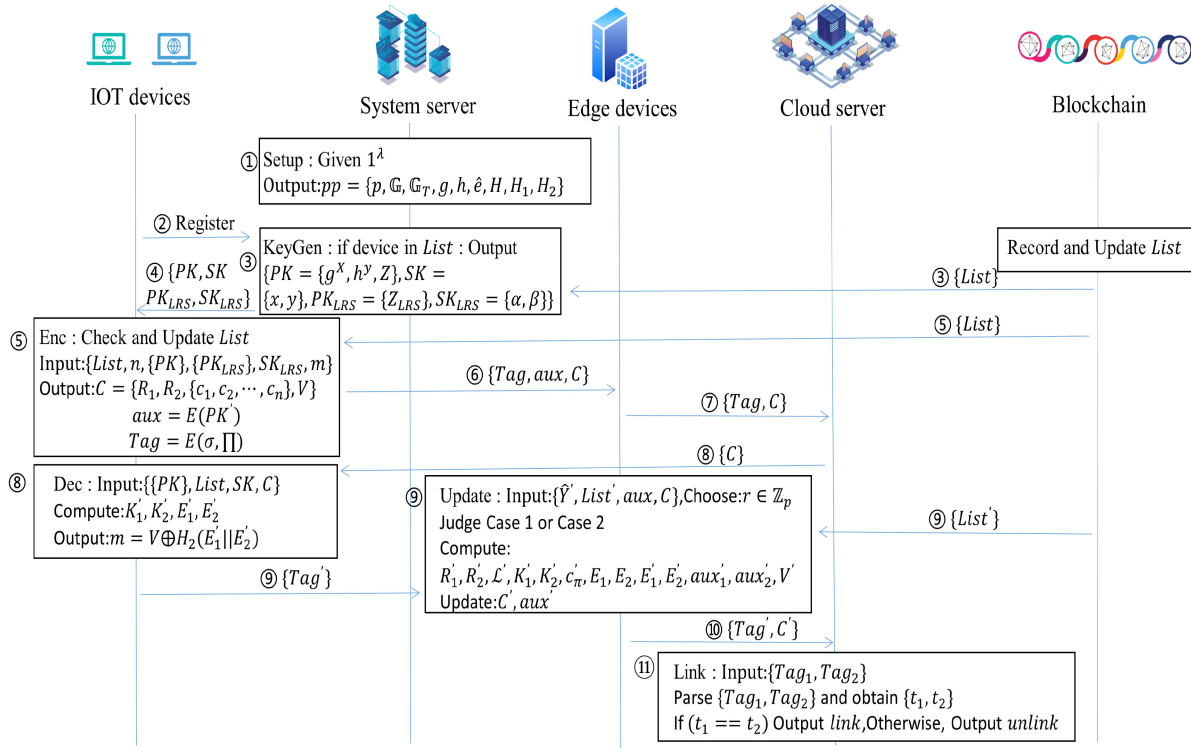 IOT devices
System server
Edge devices
Cloud server
Blockchain
① Setup : Given 1^λ
Output:pp = {p, 𝔾, 𝔾_T, g, h, ê, H, H_1, H_2}
② Register
③ KeyGen : if device in List : Output
{PK = {g^X, h^y, Z}, SK =
{x, y}, PK_LRS = {Z_LRS}, SK_LRS = {α, β}}
Record and Update List
③ {List}
④ {PK, SK
PK_LRS, SK_LRS}
⑤ {List}
⑤ Enc : Check and Update List
Input:{List, n, {PK}, {PK_LRS}, SK_LRS, m}
Output:C = {R_1, R_2, {c_1, c_2, ⋯, c_n}, V}
aux = E(PK′)
Tag = E(σ, ∏)
⑥ {Tag, aux, C}
⑦ {Tag, C}
⑧ {C}
⑧ Dec : Input:{{PK}, List, SK, C}
Compute:K′_1, K′_2, E′_1, E′_2
Output:m = V⊕H_2(E′_1||E′_2)
⑨ Update : Input:{Ŷ′, List′, aux, C},Choose:r ∈ ℤ_p
Judge Case 1 or Case 2
Compute:
R′_1, R′_2, ℒ′, K′_1, K′_2, c′_π, E_1, E_2, E′_1, E′_2, aux′_1, aux′_2, V′
Update:C′, aux′
⑨ {List′}
⑨ {Tag′}
⑩ {Tag′, C′}
⑪ Link : Input:{Tag_1, Tag_2}
Parse {Tag_1, Tag_2} and obtain {t_1, t_2}
If (t_1 == t_2) Output link,Otherwise, Output unlink